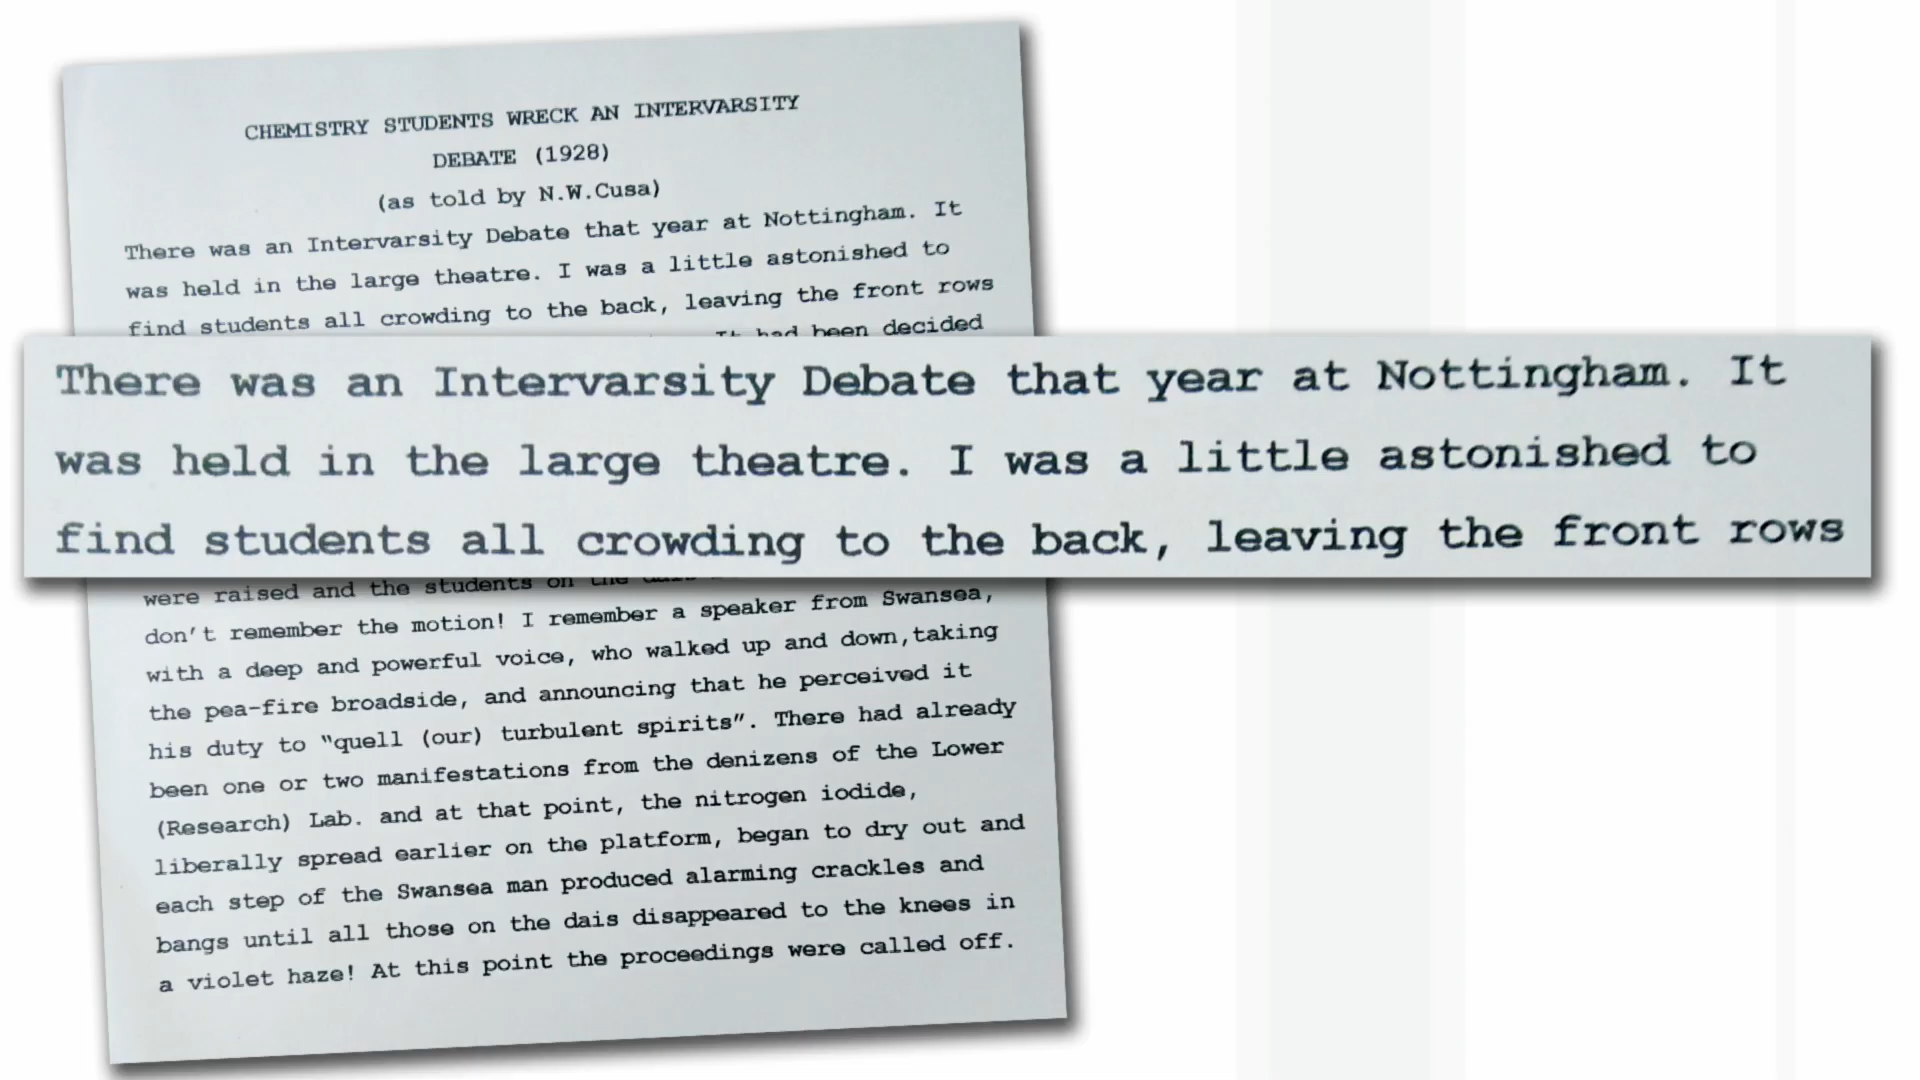 CHEMISTRY STUDENTS WRECK AN INTERVARSITY
DEBATE (1928)
(as told by N.W.Cusa)
There was an Intervarsity Debate that year at Nottingham. It
was held in the large theatre. I was a little astonished to
find students all crowding to the back, leaving the front rows
It had been decided
There was an Intervarsity Debate that year at Nottingham. It
was held in the large theatre. I was a little astonished to
find students all crowding to the back, leaving the front rows
were raised and the students on the
don't remember the motion! I remember a speaker from Swansea,
with a deep and powerful voice, who walked up and down,taking
the pea-fire broadside, and announcing that he perceived it
his duty to "quell (our) turbulent spirits". There had already
been one or two manifestations from the denizens of the Lower
(Research) Lab. and at that point, the nitrogen iodide,
liberally spread earlier on the platform, began to dry out and
each step of the Swansea man produced alarming crackles and
bangs until all those on the dais disappeared to the knees in
a violet haze! At this point the proceedings were called off.